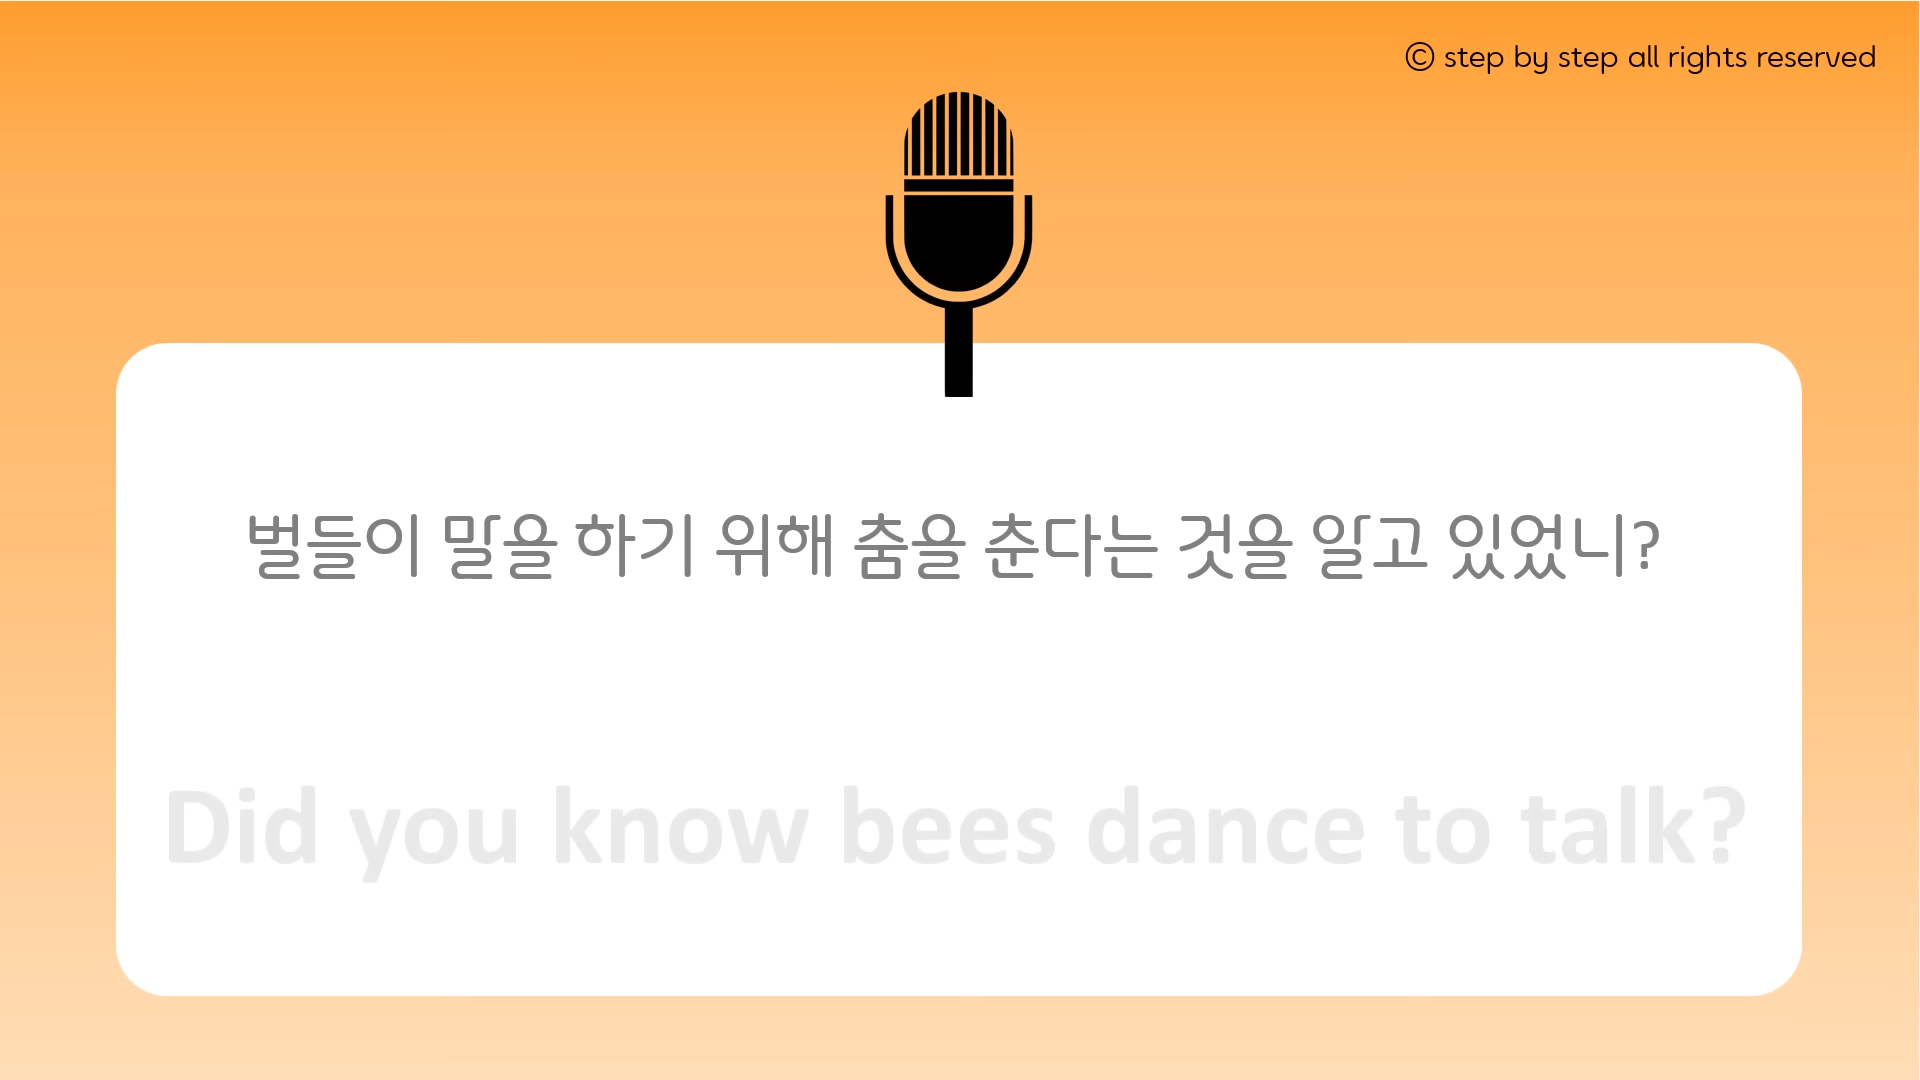 © step by step all rights reserved
벌들이 말을 하기 위해 춤을 춘다는 것을 알고 있었니?
Did you know bees dance to talk?